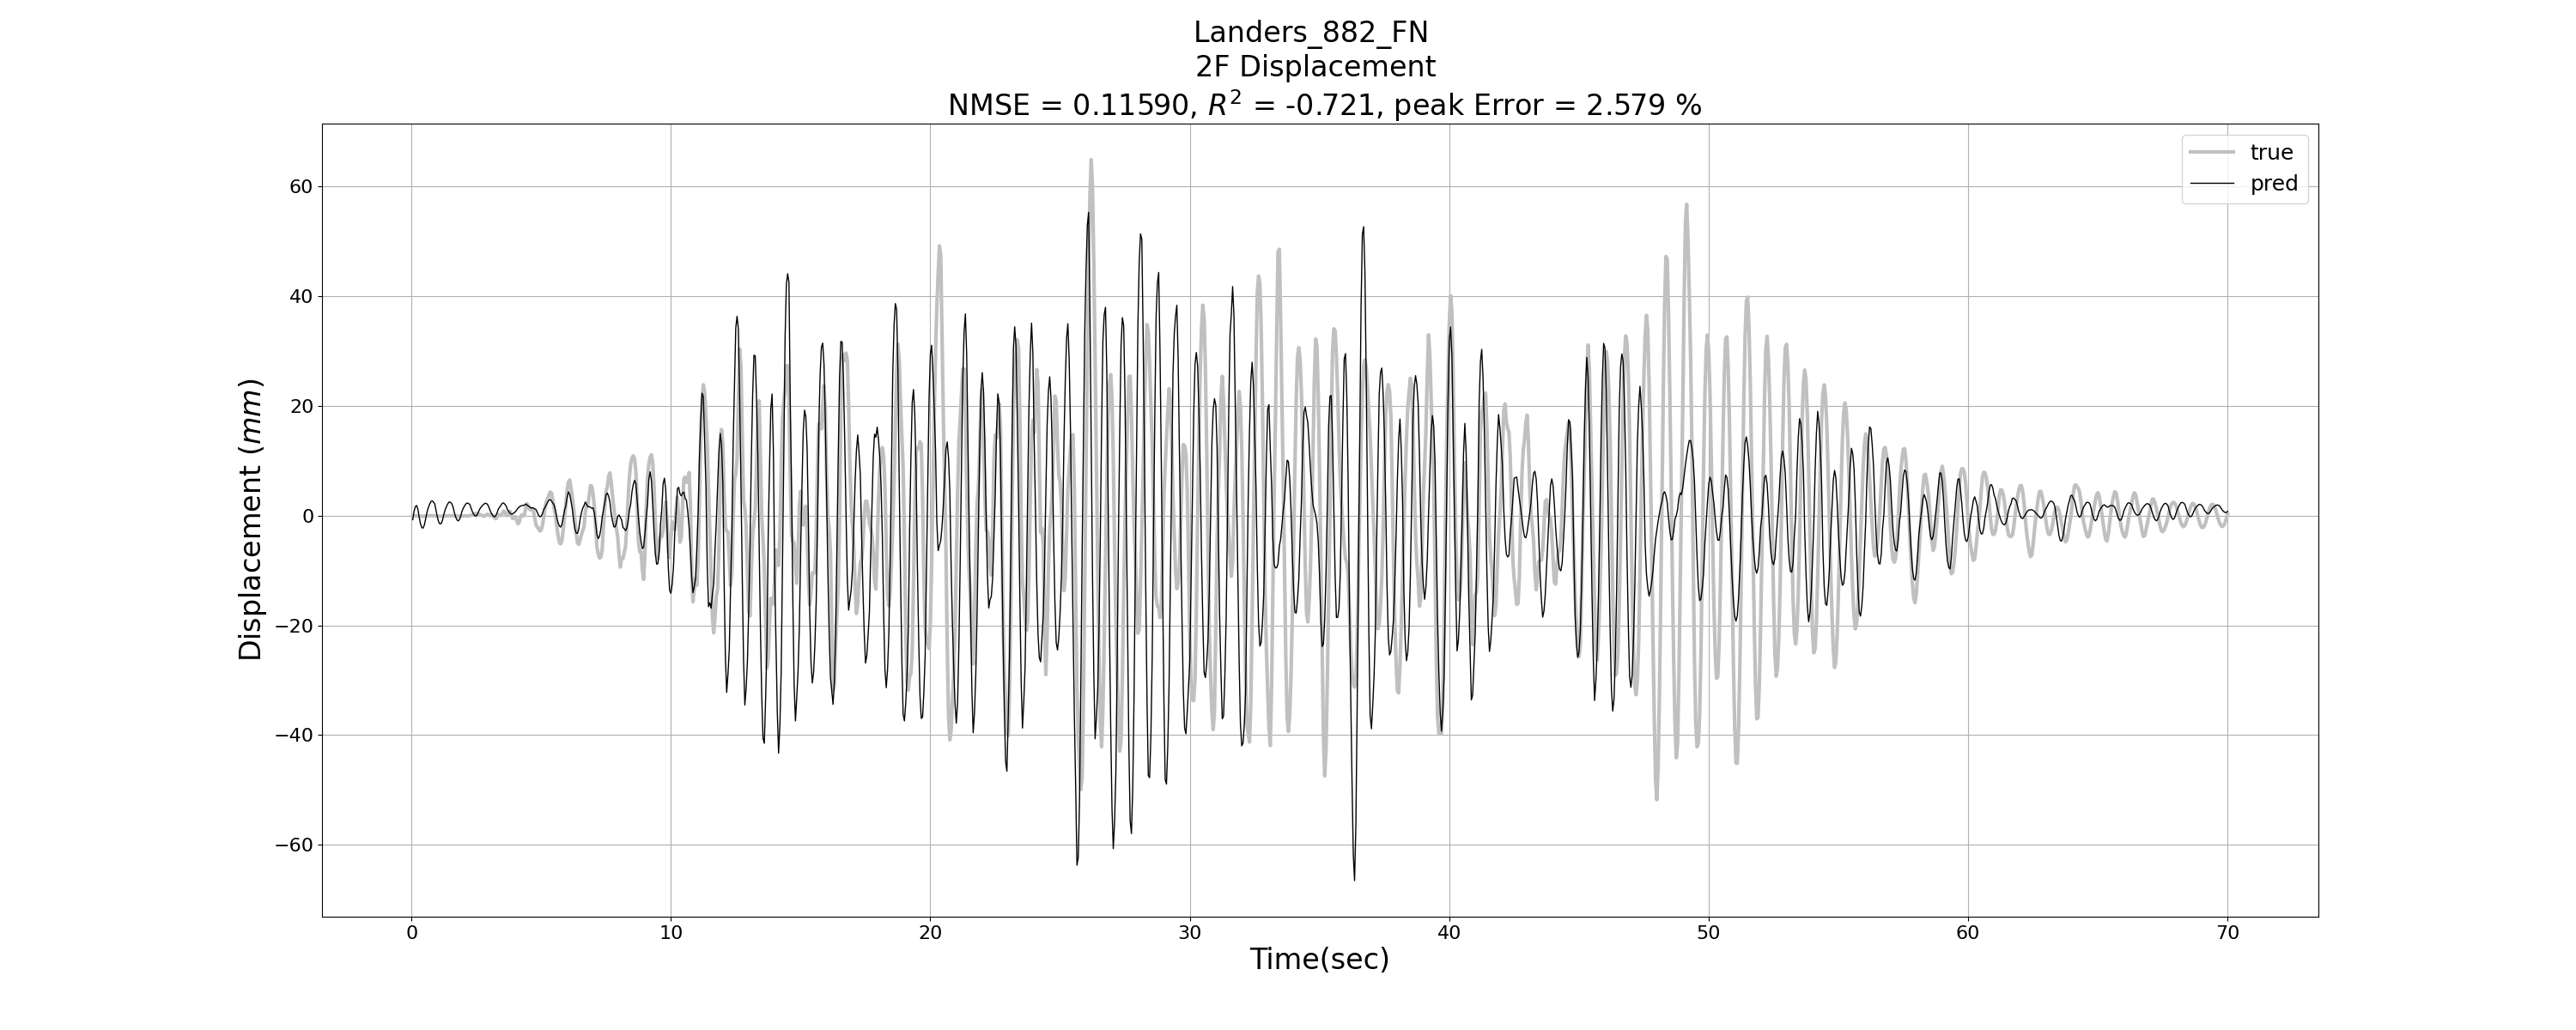 Landers_882_FN
2F Displacement
NMSE = 0.11590, R² = -0.721, peak Error = 2.579 %
true
pred
Displacement (mm)
60
40
20
0
−20
−40
−60
0 10 20 30 40 50 60 70
Time(sec)